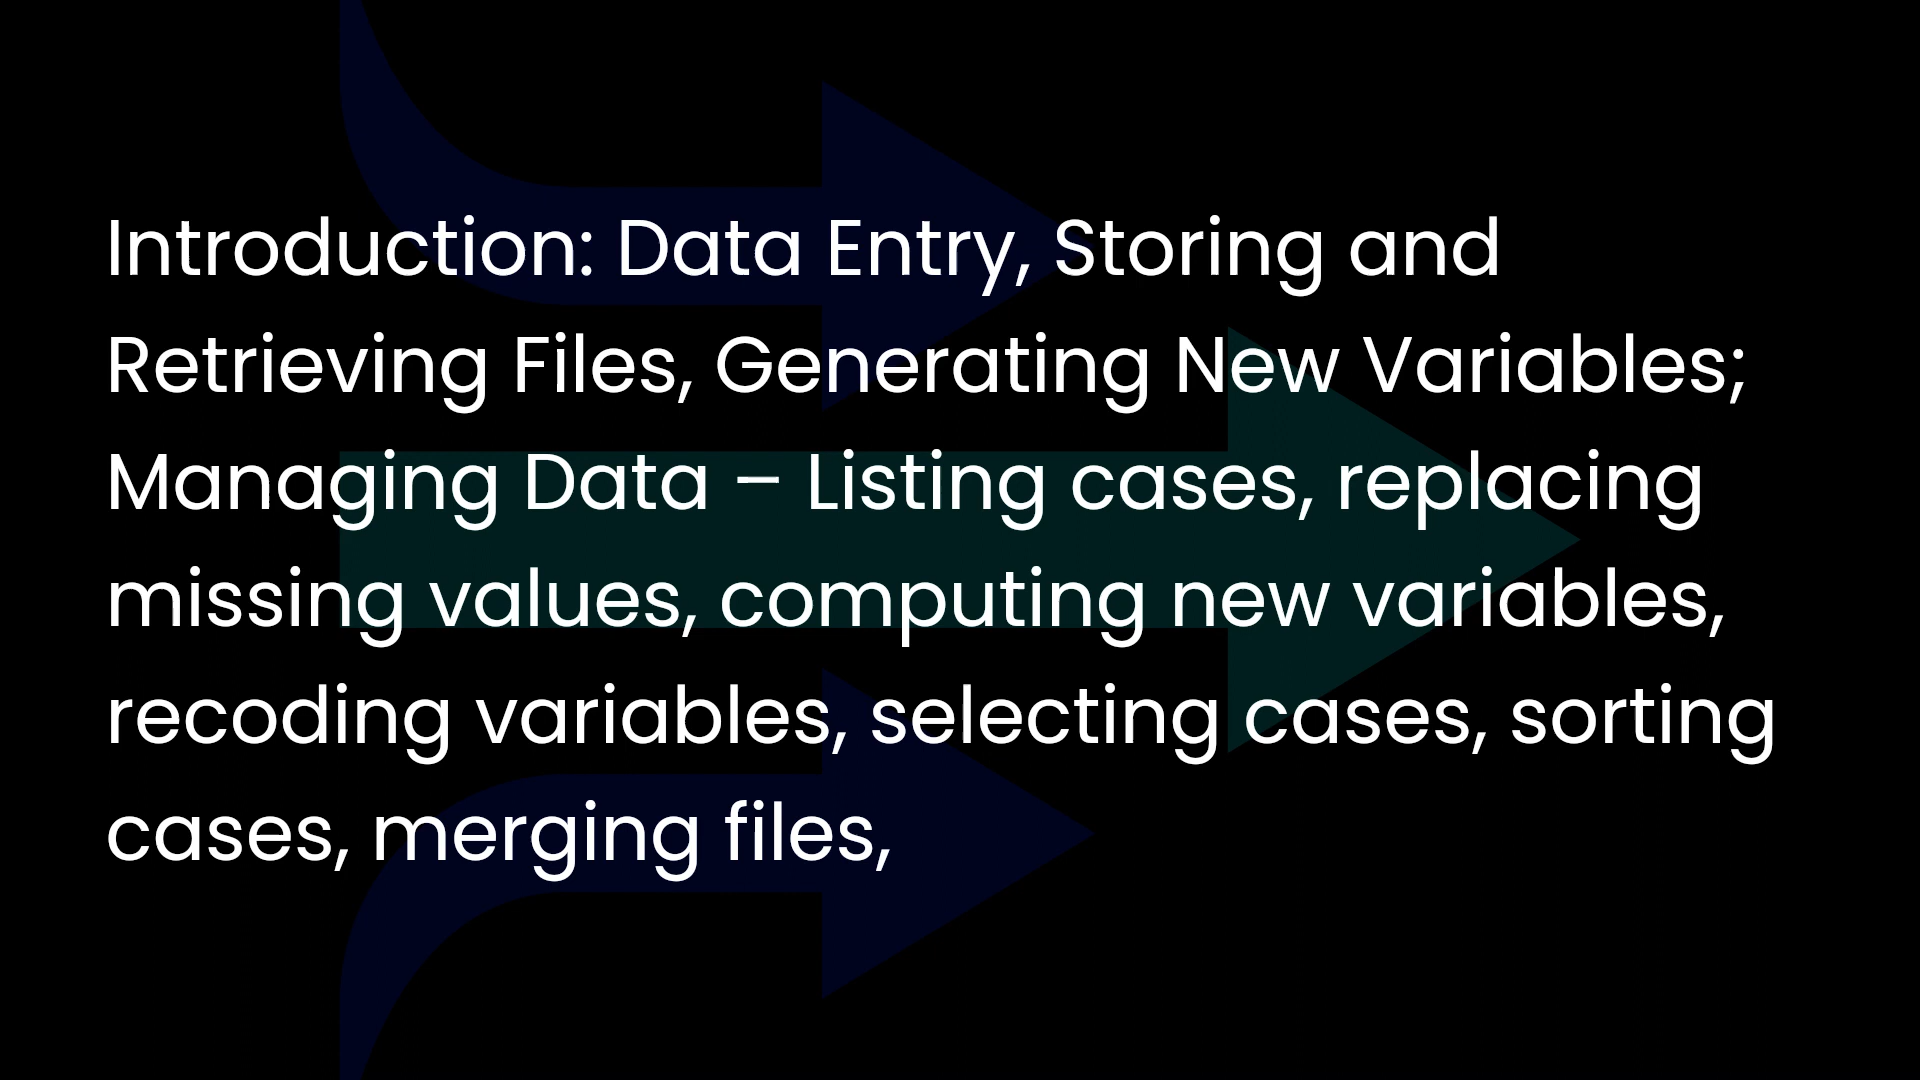 Introduction: Data Entry, Storing and
Retrieving Files, Generating New Variables;
Managing Data – Listing cases, replacing
missing values, computing new variables,
recoding variables, selecting cases, sorting
cases, merging files,